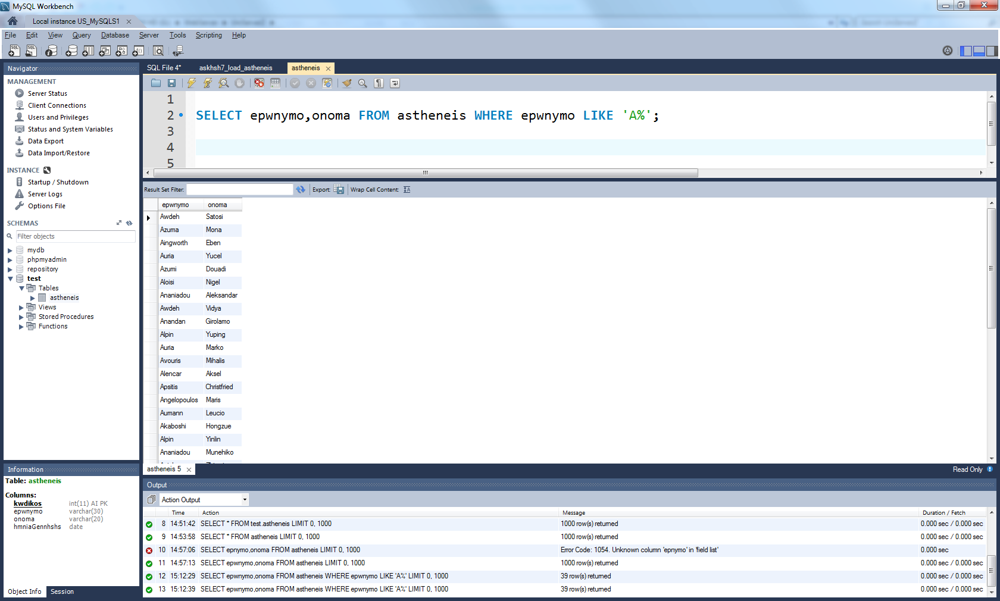 MySQL Workbench
Local instance US_MySQLS1
File Edit View Query Database Server Tools Scripting Help
Navigator
MANAGEMENT
Server Status
Client Connections
Users and Privileges
Status and System Variables
Data Export
Data Import/Restore
INSTANCE
Startup / Shutdown
Server Logs
Options File
SCHEMAS
Filter objects
mydb
phpmyadmin
repository
test
Tables
astheneis
Views
Stored Procedures
Functions
Information
Table: astheneis
Columns:
kwdikos int(11) AI PK
epwnymo varchar(30)
onoma varchar(20)
hmniaGennhshs date
Object Info Session
SQL File 4* askhsh7_load_astheneis astheneis
1
2 SELECT epwnymo,onoma FROM astheneis WHERE epwnymo LIKE 'A%';
3
4
5
Result Set Filter: Export: Wrap Cell Content:
epwnymo onoma
Awdeh Satosi
Azuma Mona
Aingworth Eben
Auria Yucel
Azumi Douadi
Aloisi Nigel
Ananiadou Aleksandar
Awdeh Vidya
Anandan Girolamo
Alpin Yuping
Auria Marko
Avouris Mihalis
Alencar Aksel
Apsitis Christfried
Angelopoulos Maris
Aumann Leucio
Akaboshi Hongzue
Alpin Yinlin
Ananiadou Munehiko
astheneis 5
Read Only
Output
Action Output
Time Action Message Duration / Fetch
8 14:51:42 SELECT * FROM test.astheneis LIMIT 0, 1000 1000 row(s) returned 0.000 sec / 0.000 sec
9 14:53:58 SELECT * FROM astheneis LIMIT 0, 1000 1000 row(s) returned 0.000 sec / 0.000 sec
10 14:57:06 SELECT epnymo,onoma FROM astheneis LIMIT 0, 1000 Error Code: 1054. Unknown column 'epnymo' in 'field list' 0.000 sec
11 14:57:13 SELECT epwnymo,onoma FROM astheneis LIMIT 0, 1000 1000 row(s) returned 0.000 sec / 0.000 sec
12 15:12:29 SELECT epwnymo,onoma FROM astheneis WHERE epwnymo LIKE 'A%' LIMIT 0, 1000 39 row(s) returned 0.000 sec / 0.000 sec
13 15:12:39 SELECT epwnymo,onoma FROM astheneis WHERE epwnymo LIKE 'A%' LIMIT 0, 1000 39 row(s) returned 0.000 sec / 0.000 sec